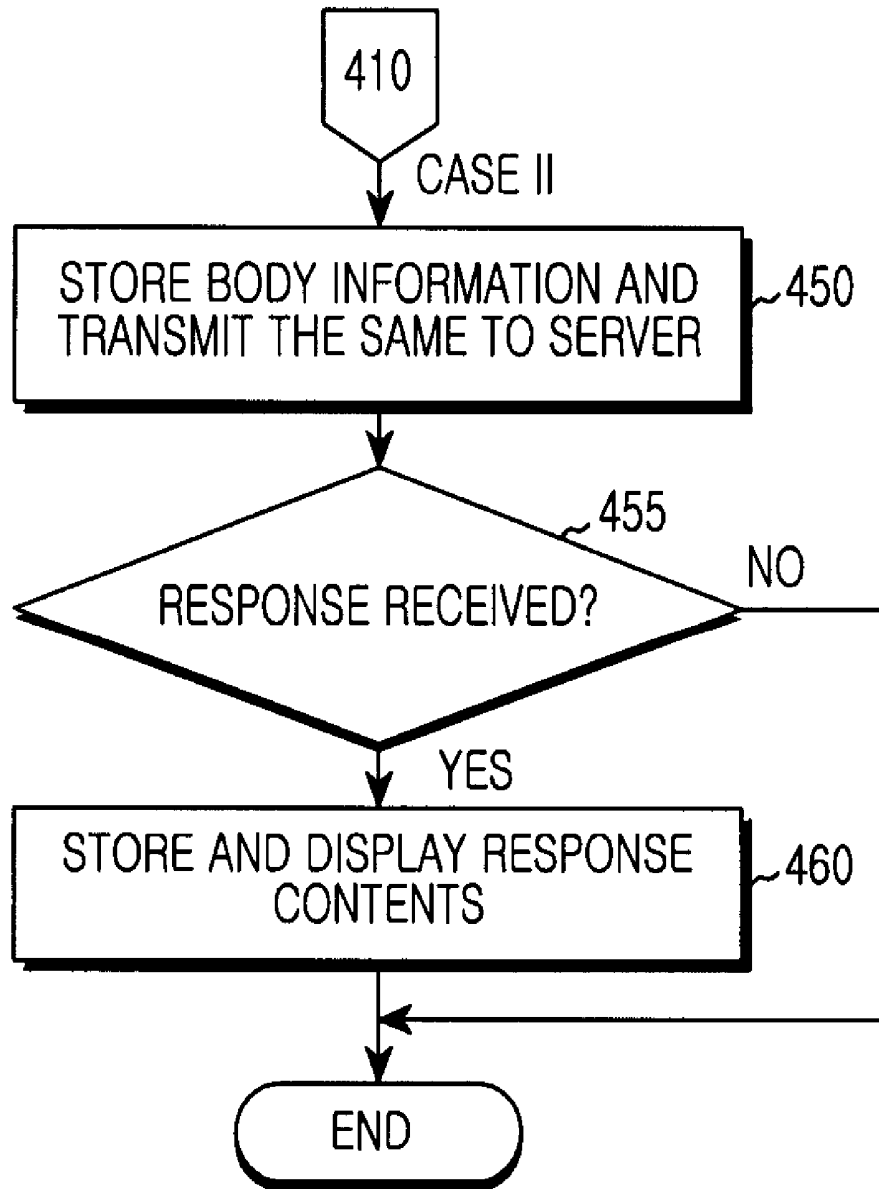 410
CASE II
STORE BODY INFORMATION AND
TRANSMIT THE SAME TO SERVER
450
455
NO
RESPONSE RECEIVED?
YES
STORE AND DISPLAY RESPONSE
CONTENTS
460
END